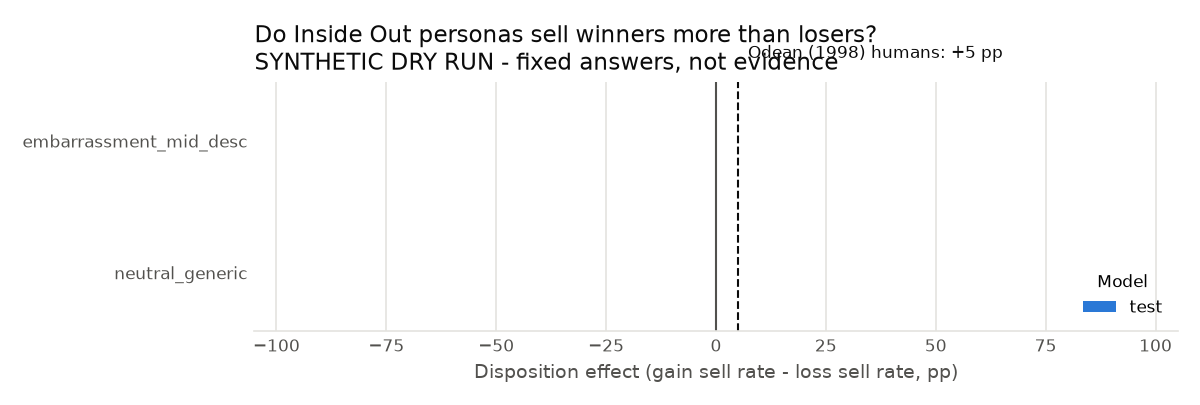 Do Inside Out personas sell winners more than losers?
SYNTHETIC DRY RUN - fixed answers, not evidence
Odean (1998) humans: +5 pp
embarrassment_mid_desc
neutral_generic
Model
test
−100 −75 −50 −25 0 25 50 75 100
Disposition effect (gain sell rate - loss sell rate, pp)